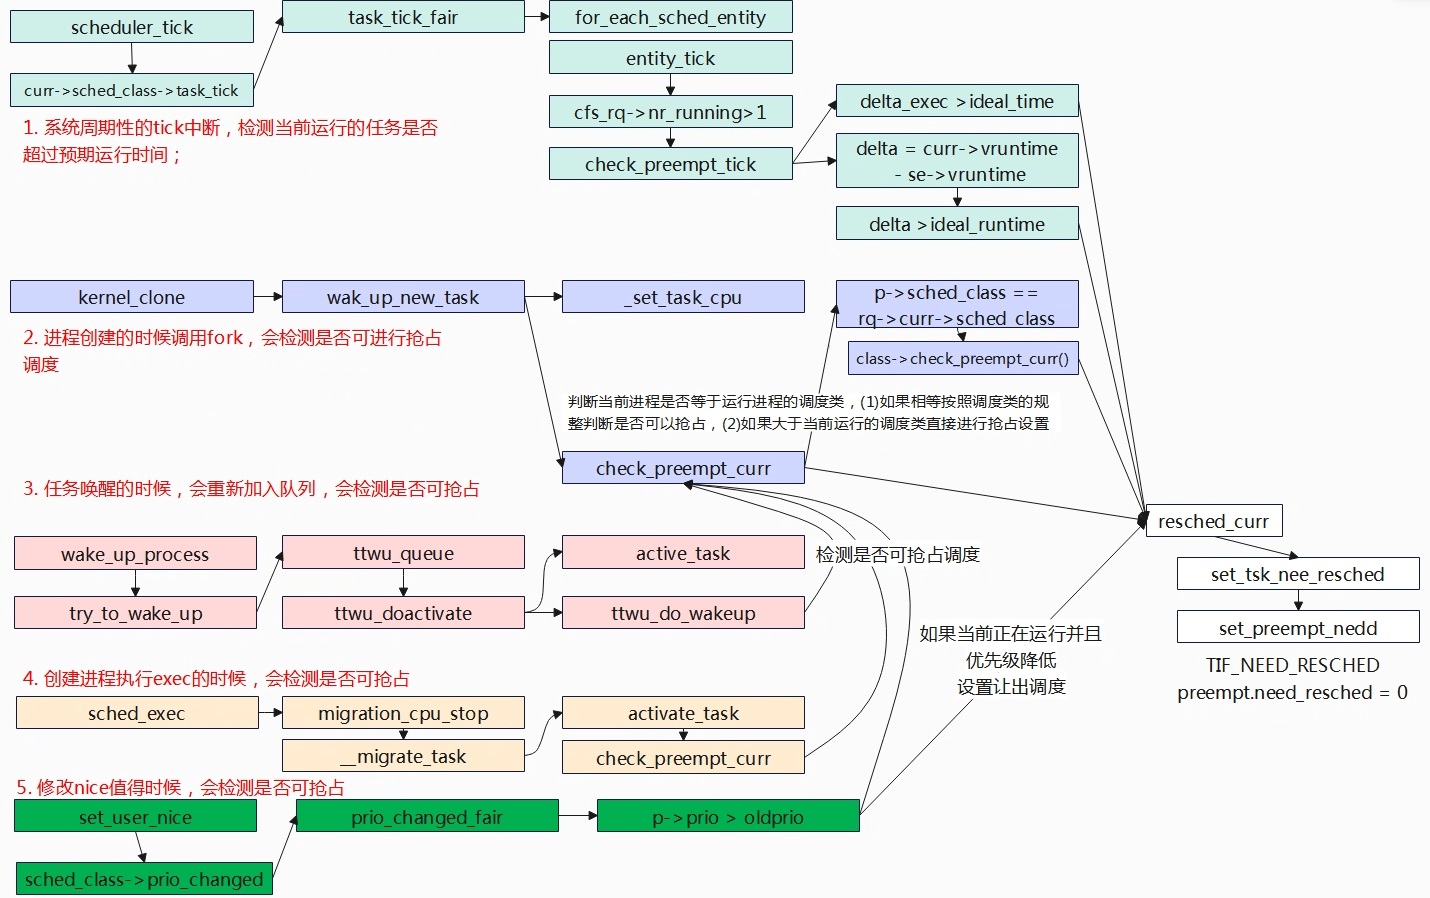 scheduler_tick
task_tick_fair
for_each_sched_entity
curr->sched_class->task_tick
entity_tick
cfs_rq->nr_running>1
check_preempt_tick
delta_exec >ideal_time
delta = curr->vruntime
- se->vruntime
delta >ideal_runtime
1. 系统周期性的tick中断，检测当前运行的任务是否
超过预期运行时间；
kernel_clone
wak_up_new_task
_set_task_cpu
p->sched_class ==
rq->curr->sched_class
class->check_preempt_curr()
2. 进程创建的时候调用fork，会检测是否可进行抢占
调度
判断当前进程是否等于运行进程的调度类，(1)如果相等按照调度类的规
整判断是否可以抢占，(2)如果大于当前运行的调度类直接进行抢占设置
check_preempt_curr
3. 任务唤醒的时候，会重新加入队列，会检测是否可抢占
resched_curr
wake_up_process
ttwu_queue
active_task
检测是否可抢占调度
set_tsk_nee_resched
try_to_wake_up
ttwu_doactivate
ttwu_do_wakeup
set_preempt_nedd
如果当前正在运行并且
优先级降低
设置让出调度
TIF_NEED_RESCHED
preempt.need_resched = 0
4. 创建进程执行exec的时候，会检测是否可抢占
sched_exec
migration_cpu_stop
activate_task
__migrate_task
check_preempt_curr
5. 修改nice值得时候，会检测是否可抢占
set_user_nice
prio_changed_fair
p->prio > oldprio
sched_class->prio_changed